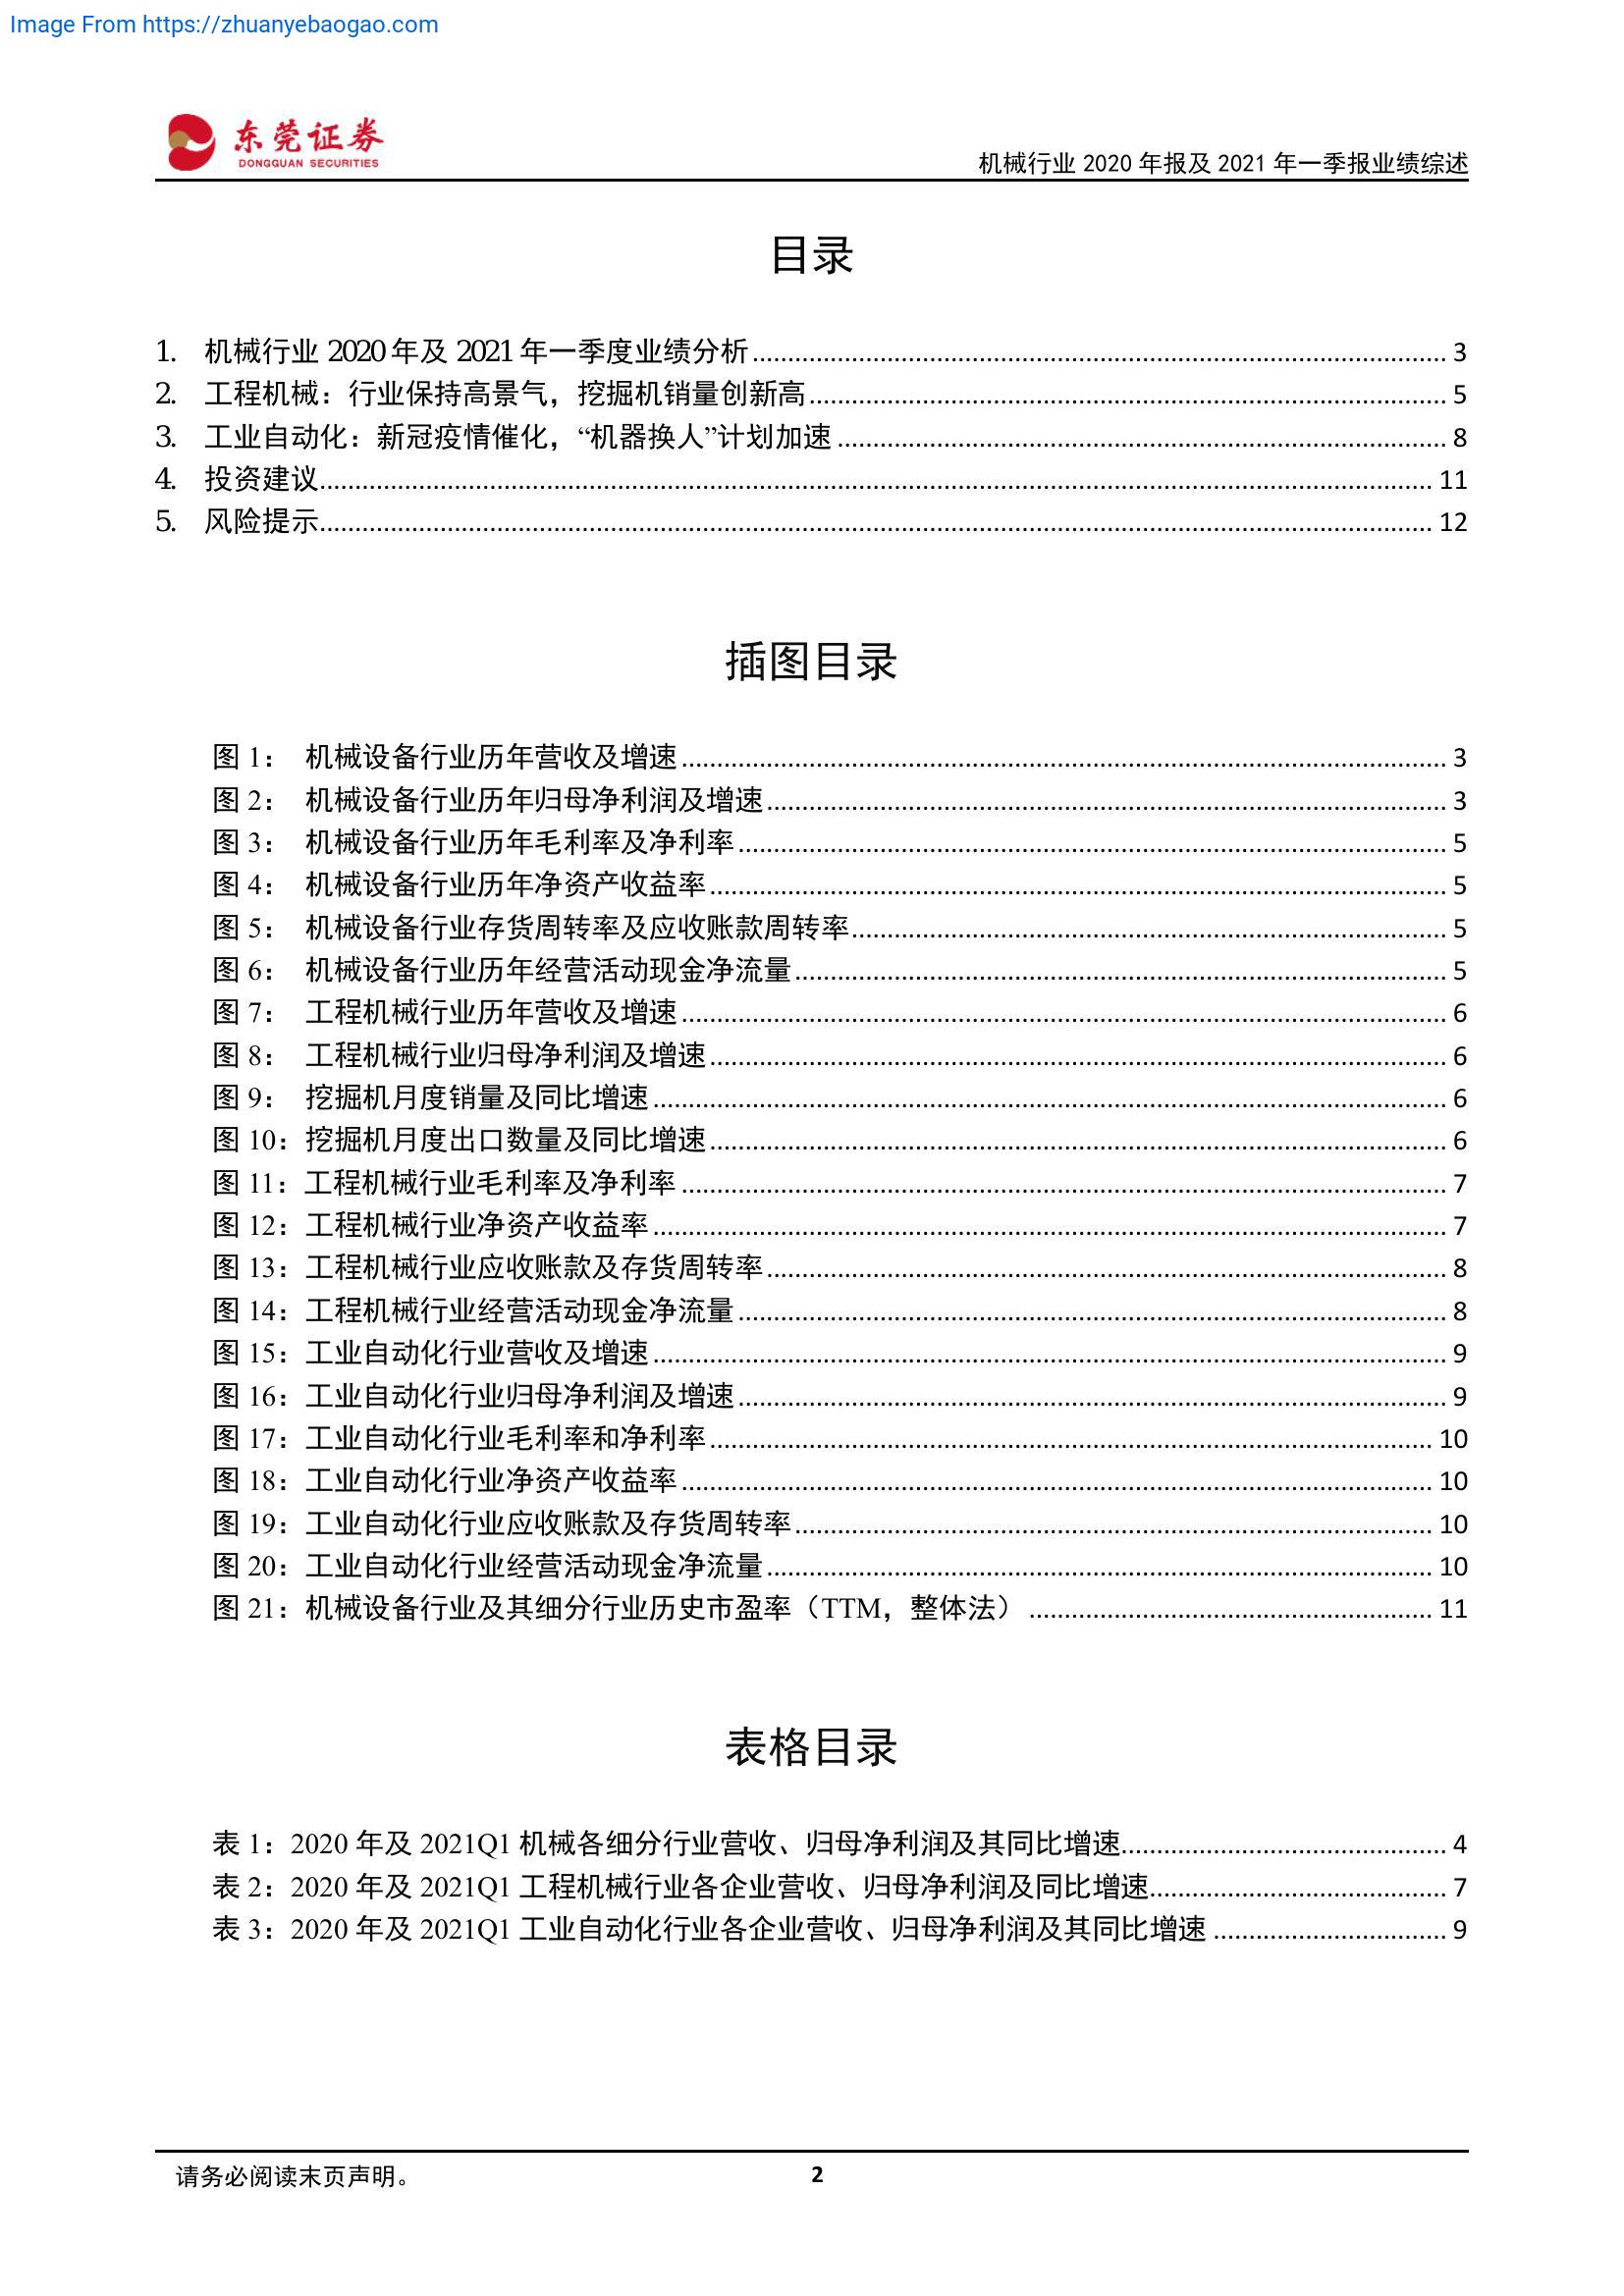 Image From https://zhuanyebaogao.com
东莞证券
DONGGUAN SECURITIES
机械行业 2020 年报及 2021 年一季报业绩综述
目录
1. 机械行业 2020 年及 2021 年一季度业绩分析 3
2. 工程机械：行业保持高景气，挖掘机销量创新高 5
3. 工业自动化：新冠疫情催化，“机器换人”计划加速 8
4. 投资建议 11
5. 风险提示 12
插图目录
图 1： 机械设备行业历年营收及增速 3
图 2： 机械设备行业历年归母净利润及增速 3
图 3： 机械设备行业历年毛利率及净利率 5
图 4： 机械设备行业历年净资产收益率 5
图 5： 机械设备行业存货周转率及应收账款周转率 5
图 6： 机械设备行业历年经营活动现金净流量 5
图 7： 工程机械行业历年营收及增速 6
图 8： 工程机械行业归母净利润及增速 6
图 9： 挖掘机月度销量及同比增速 6
图 10：挖掘机月度出口数量及同比增速 6
图 11：工程机械行业毛利率及净利率 7
图 12：工程机械行业净资产收益率 7
图 13：工程机械行业应收账款及存货周转率 8
图 14：工程机械行业经营活动现金净流量 8
图 15：工业自动化行业营收及增速 9
图 16：工业自动化行业归母净利润及增速 9
图 17：工业自动化行业毛利率和净利率 10
图 18：工业自动化行业净资产收益率 10
图 19：工业自动化行业应收账款及存货周转率 10
图 20：工业自动化行业经营活动现金净流量 10
图 21：机械设备行业及其细分行业历史市盈率（TTM，整体法） 11
表格目录
表 1：2020 年及 2021Q1 机械各细分行业营收、归母净利润及其同比增速 4
表 2：2020 年及 2021Q1 工程机械行业各企业营收、归母净利润及同比增速 7
表 3：2020 年及 2021Q1 工业自动化行业各企业营收、归母净利润及其同比增速 9
请务必阅读末页声明。
2